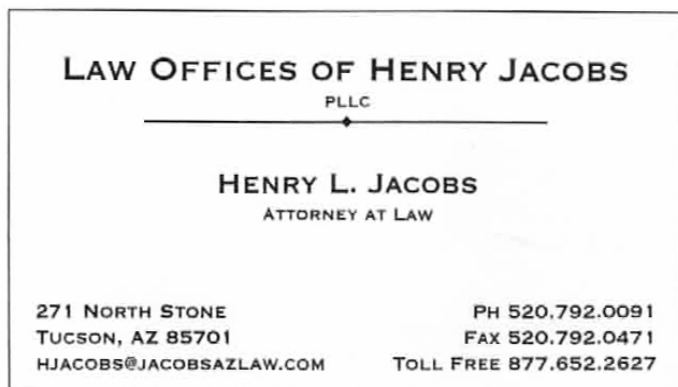 LAW OFFICES OF HENRY JACOBS
PLLC
HENRY L. JACOBS
ATTORNEY AT LAW
271 NORTH STONE
TUCSON, AZ 85701
HJACOBS@JACOBSAZLAW.COM
PH 520.792.0091
FAX 520.792.0471
TOLL FREE 877.652.2627